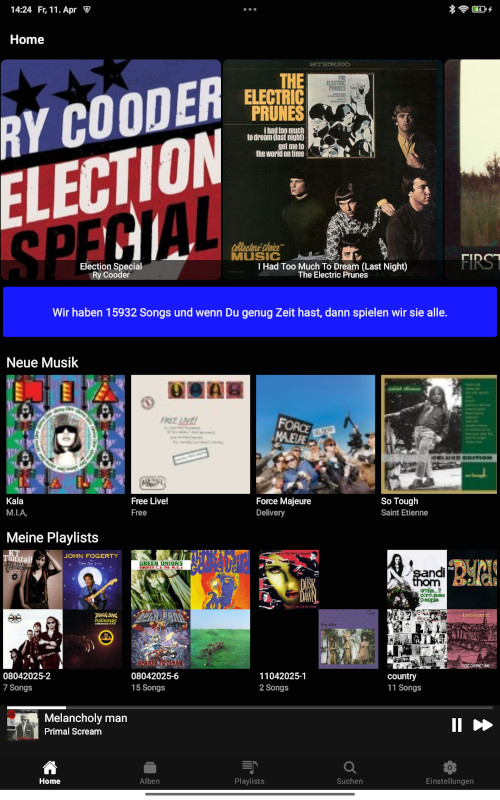 14:24 Fr, 11. Apr
Home
RY COODER
ELECTION
SPECIAL
Election Special
Ry Cooder
STEREO
THE
ELECTRIC
PRUNES
i had too much
to dream (last night)
get me to
the world on time
collectors' choice
MUSIC
I Had Too Much To Dream (Last Night)
The Electric Prunes
FIRST
Wir haben 15932 Songs und wenn Du genug Zeit hast, dann spielen wir sie alle.
Neue Musik
FREE LIVE!
FORCE
MAJEURE
saint etienne
DELUXE EDITION
so tough
Kala
M.I.A,
Free Live!
Free
Force Majeure
Delivery
So Tough
Saint Etienne
Meine Playlists
JOHN FOGERTY
GREEN ONIONS
sandi
thom
08042025-2
7 Songs
08042025-6
15 Songs
11042025-1
2 Songs
country
11 Songs
Melancholy man
Primal Scream
Home
Alben
Playlists
Suchen
Einstellungen